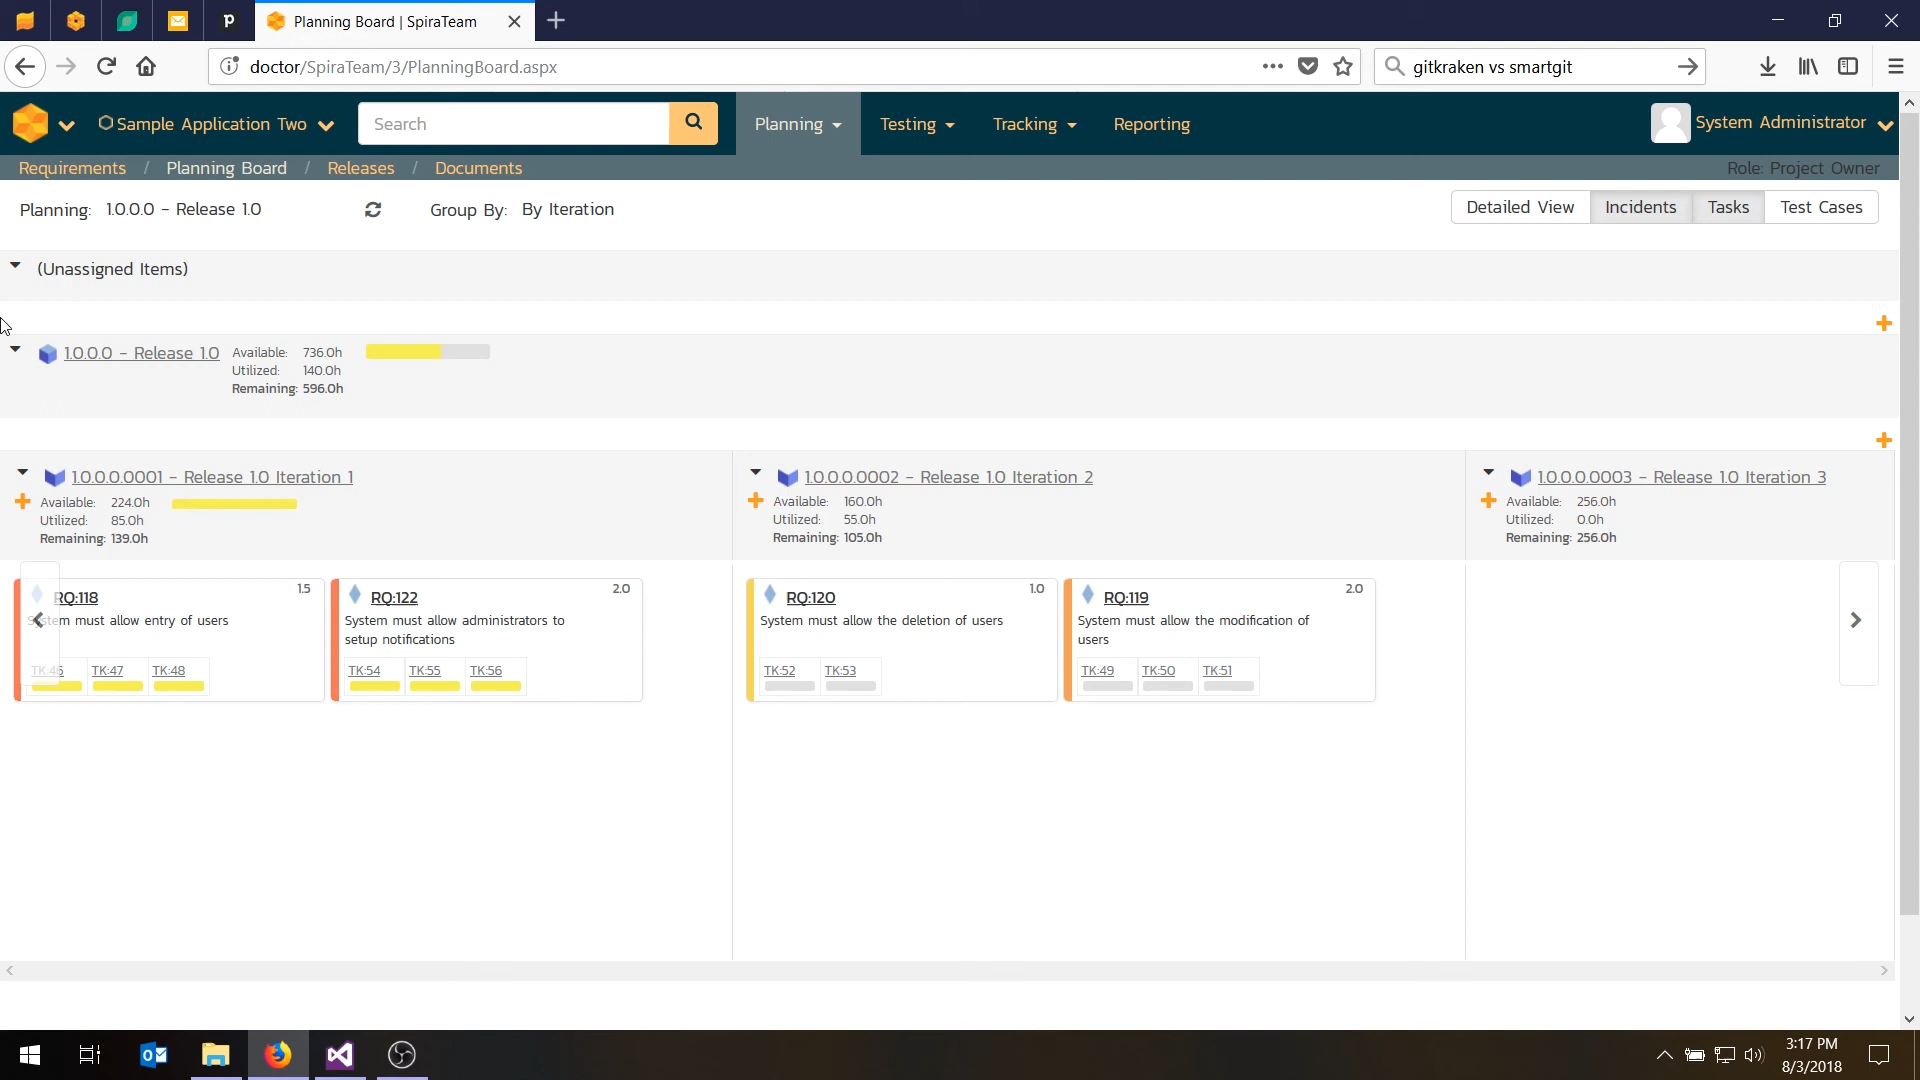 p
Planning Board | SpiraTeam
doctor/SpiraTeam/3/PlanningBoard.aspx
gitkraken vs smartgit
Sample Application Two
Search
Planning
Testing
Tracking
Reporting
System Administrator
Requirements / Planning Board / Releases / Documents
Role: Project Owner
Planning: 1.0.0.0 - Release 1.0
Group By: By Iteration
Detailed View
Incidents
Tasks
Test Cases
(Unassigned Items)
1.0.0.0 - Release 1.0
Available: 736.0h
Utilized: 140.0h
Remaining: 596.0h
1.0.0.0.0001 - Release 1.0 Iteration 1
Available: 224.0h
Utilized: 85.0h
Remaining: 139.0h
1.0.0.0.0002 - Release 1.0 Iteration 2
Available: 160.0h
Utilized: 55.0h
Remaining: 105.0h
1.0.0.0.0003 - Release 1.0 Iteration 3
Available: 256.0h
Utilized: 0.0h
Remaining: 256.0h
RQ:118 1.5
System must allow entry of users
TK:46 TK:47 TK:48
RQ:122 2.0
System must allow administrators to
setup notifications
TK:54 TK:55 TK:56
RQ:120 1.0
System must allow the deletion of users
TK:52 TK:53
RQ:119 2.0
System must allow the modification of
users
TK:49 TK:50 TK:51
3:17 PM
8/3/2018